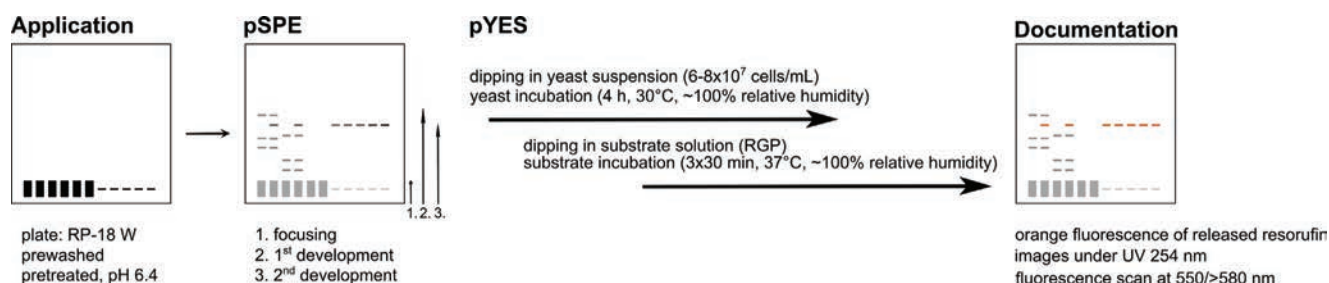 Application
pSPE
pYES
Documentation
dipping in yeast suspension (6-8x10⁷ cells/mL)
yeast incubation (4 h, 30°C, ~100% relative humidity)
dipping in substrate solution (RGP)
substrate incubation (3x30 min, 37°C, ~100% relative humidity)
1. 2. 3.
plate: RP-18 W
prewashed
pretreated, pH 6.4
1. focusing
2. 1ˢᵗ development
3. 2ⁿᵈ development
orange fluorescence of released resorufin
images under UV 254 nm
fluorescence scan at 550/>580 nm